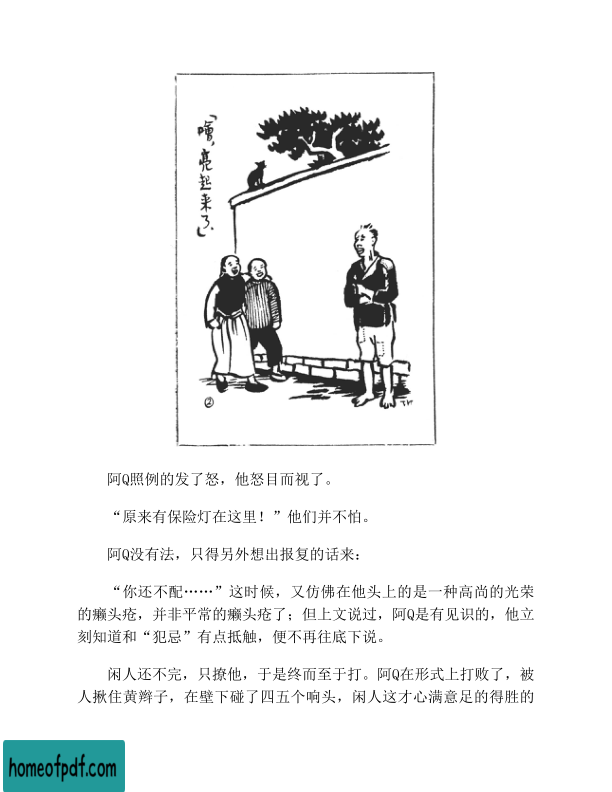 「噲，亮起来了」
②
TK
阿Q照例的发了怒，他怒目而视了。
“原来有保险灯在这里！”他们并不怕。
阿Q没有法，只得另外想出报复的话来：
“你还不配……”这时候，又仿佛在他头上的是一种高尚的光荣
的癞头疮，并非平常的癞头疮了；但上文说过，阿Q是有见识的，他立
刻知道和“犯忌”有点抵触，便不再往底下说。
闲人还不完，只撩他，于是终而至于打。阿Q在形式上打败了，被
人揪住黄辫子，在壁下碰了四五个响头，闲人这才心满意足的得胜的
homeofpdf.com